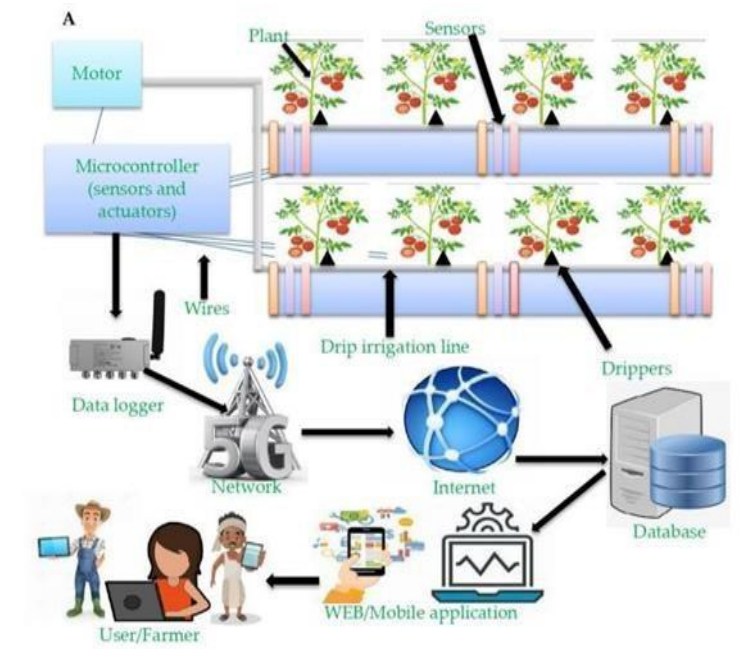 A
Plant
Sensors
Motor
Microcontroller
(sensors and
actuators)
Wires
Drip irrigation line
Drippers
Data logger
5G
Network
Internet
Database
WEB/Mobile application
User/Farmer